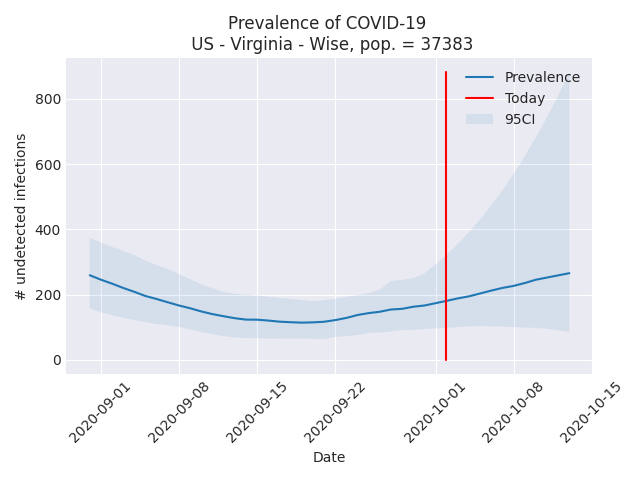 Prevalence of COVID-19
US - Virginia - Wise, pop. = 37383
Prevalence
Today
95CI
800
600
400
200
0
# undetected infections
2020-09-01
2020-09-08
2020-09-15
2020-09-22
2020-10-01
2020-10-08
2020-10-15
Date